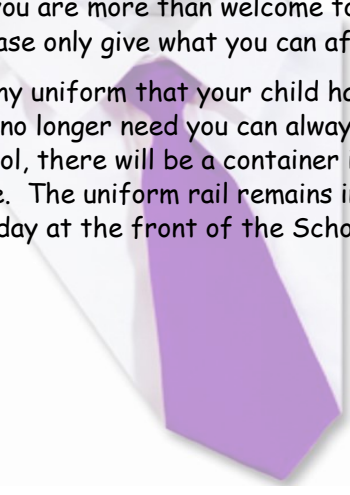 you are more than welcome to
ase only give what you can af
ny uniform that your child ha
no longer need you can alway
ol, there will be a container
e. The uniform rail remains i
day at the front of the Scho